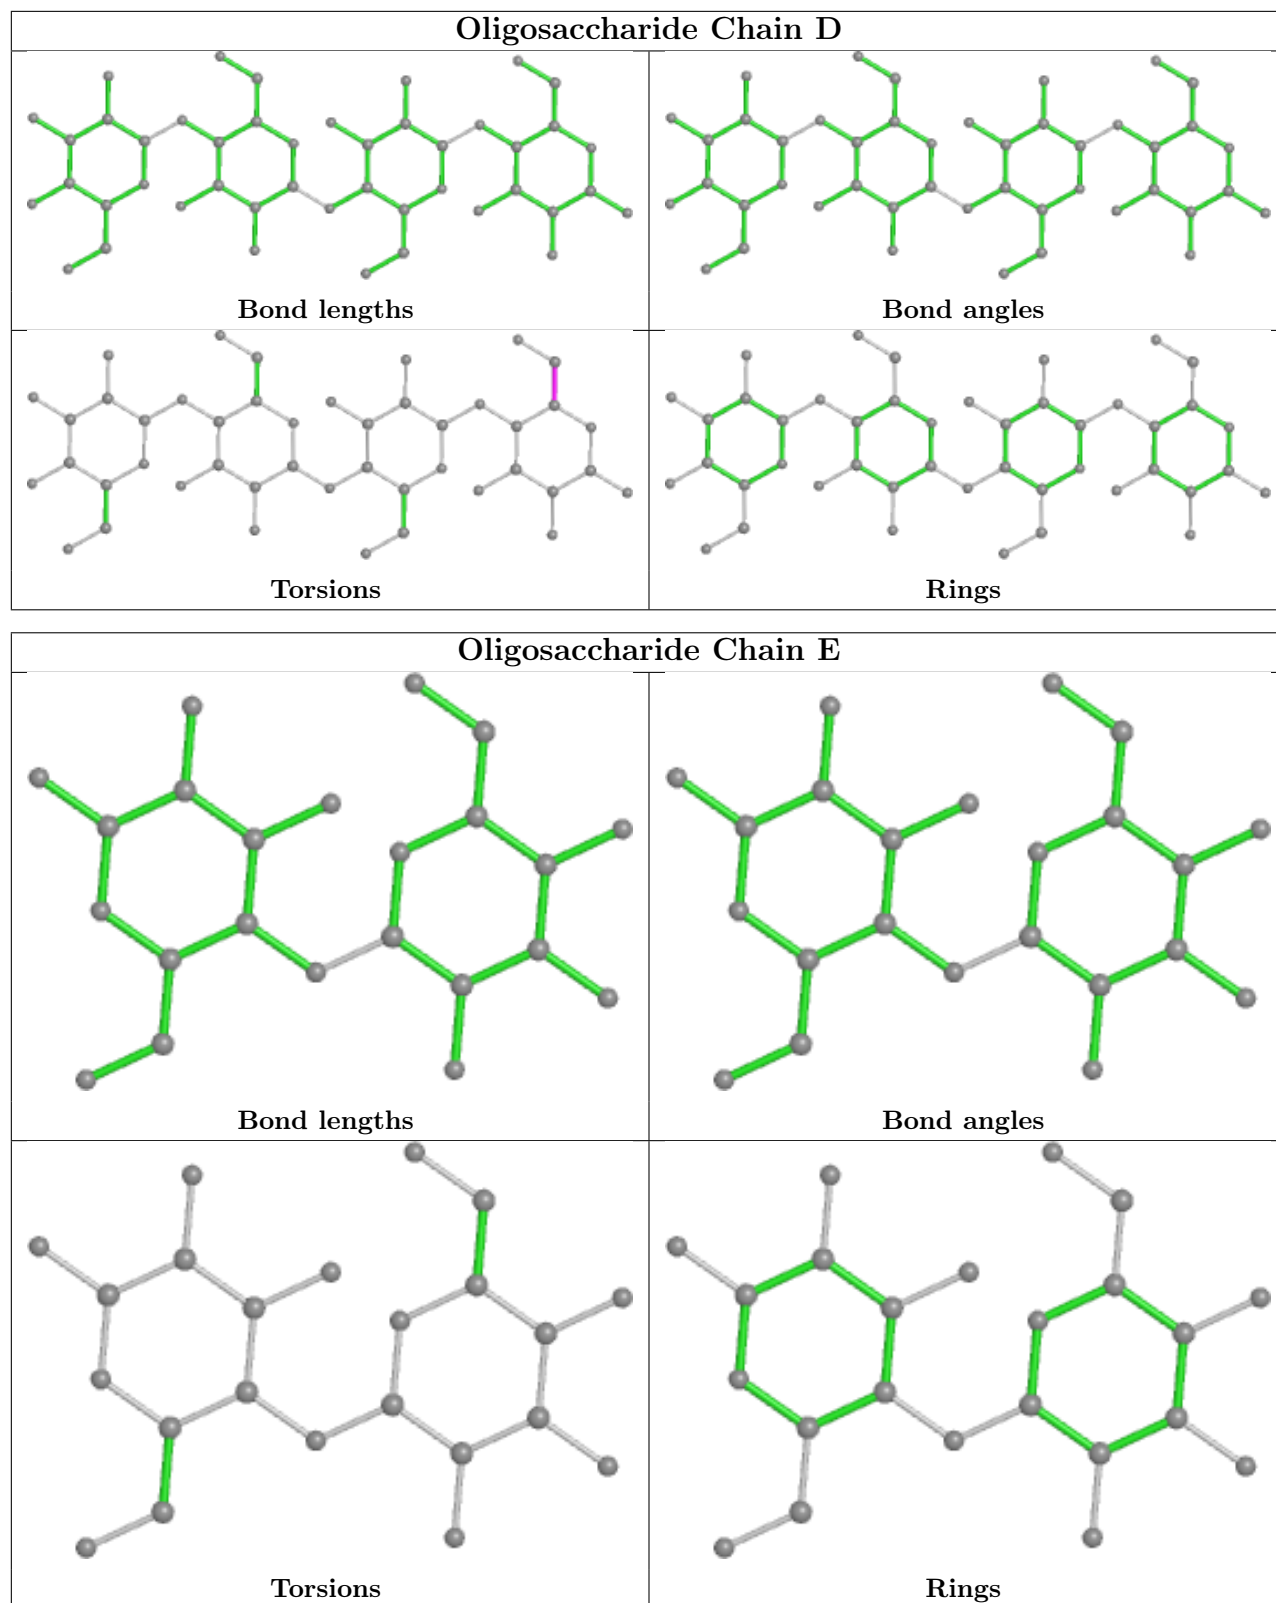 Oligosaccharide Chain D
Bond lengths
Bond angles
Torsions
Rings
Oligosaccharide Chain E
Bond lengths
Bond angles
Torsions
Rings